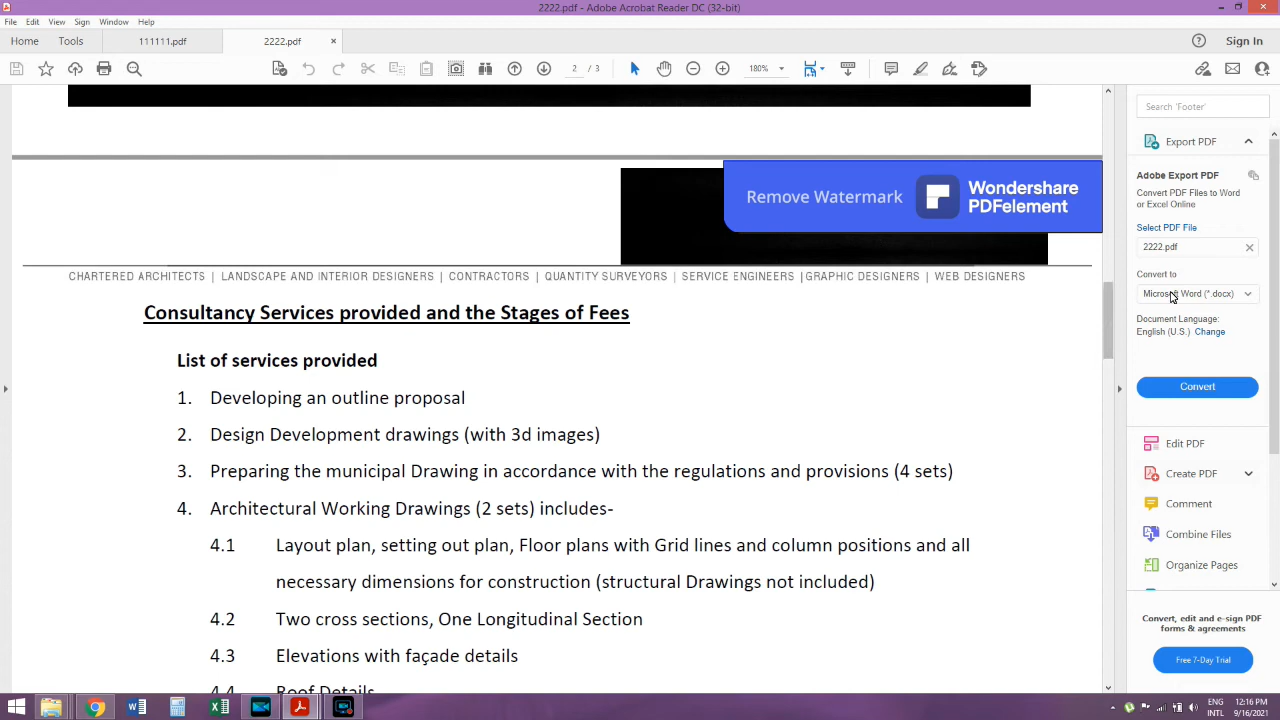 2222.pdf - Adobe Acrobat Reader DC (32-bit)
File Edit View Sign Window Help
Home Tools 111111.pdf 2222.pdf × Sign In
2 / 3 180%
Search 'Footer'
Export PDF
Adobe Export PDF
Convert PDF Files to Word
or Excel Online
Select PDF File
2222.pdf
Convert to
Microsoft Word (*.docx)
Document Language:
English (U.S.) Change
Convert
Edit PDF
Create PDF
Comment
Combine Files
Organize Pages
Convert, edit and e-sign PDF
forms & agreements
Free 7-Day Trial
Remove Watermark
Wondershare
PDFelement
CHARTERED ARCHITECTS | LANDSCAPE AND INTERIOR DESIGNERS | CONTRACTORS | QUANTITY SURVEYORS | SERVICE ENGINEERS |GRAPHIC DESIGNERS | WEB DESIGNERS
Consultancy Services provided and the Stages of Fees
List of services provided
1. Developing an outline proposal
2. Design Development drawings (with 3d images)
3. Preparing the municipal Drawing in accordance with the regulations and provisions (4 sets)
4. Architectural Working Drawings (2 sets) includes-
4.1 Layout plan, setting out plan, Floor plans with Grid lines and column positions and all
necessary dimensions for construction (structural Drawings not included)
4.2 Two cross sections, One Longitudinal Section
4.3 Elevations with façade details
4.4 Roof Details
ENG 12:16 PM
INTL 9/16/2021